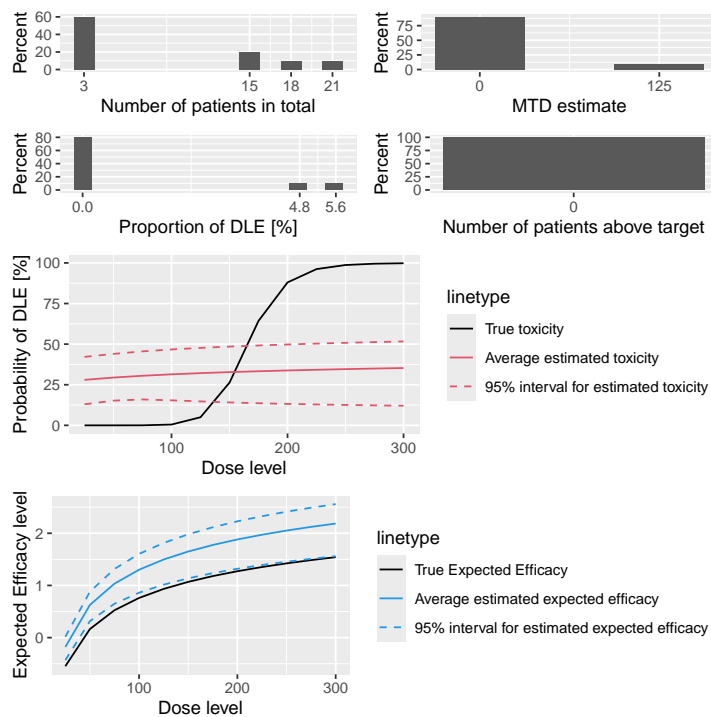 Percent
60
40
20
0
3
15
18
21
Number of patients in total
Percent
75
50
25
0
0
125
MTD estimate
Percent
80
60
40
20
0
0.0
4.8
5.6
Proportion of DLE [%]
Percent
100
75
50
25
0
0
Number of patients above target
Probability of DLE [%]
100
75
50
25
0
100
200
300
Dose level
linetype
True toxicity
Average estimated toxicity
95% interval for estimated toxicity
Expected Efficacy level
2
1
0
100
200
300
Dose level
linetype
True Expected Efficacy
Average estimated expected efficacy
95% interval for estimated expected efficacy